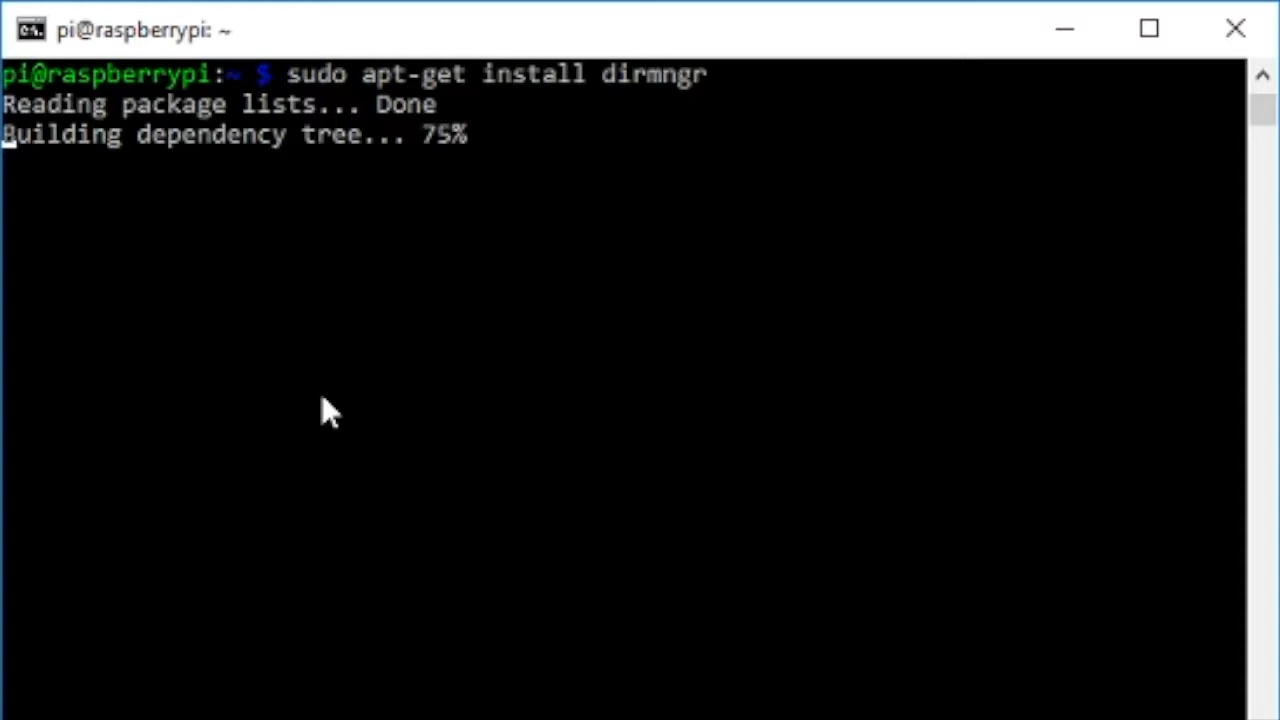 pi@raspberrypi: ~
pi@raspberrypi:~ $ sudo apt-get install dirmngr
Reading package lists... Done
Building dependency tree... 75%